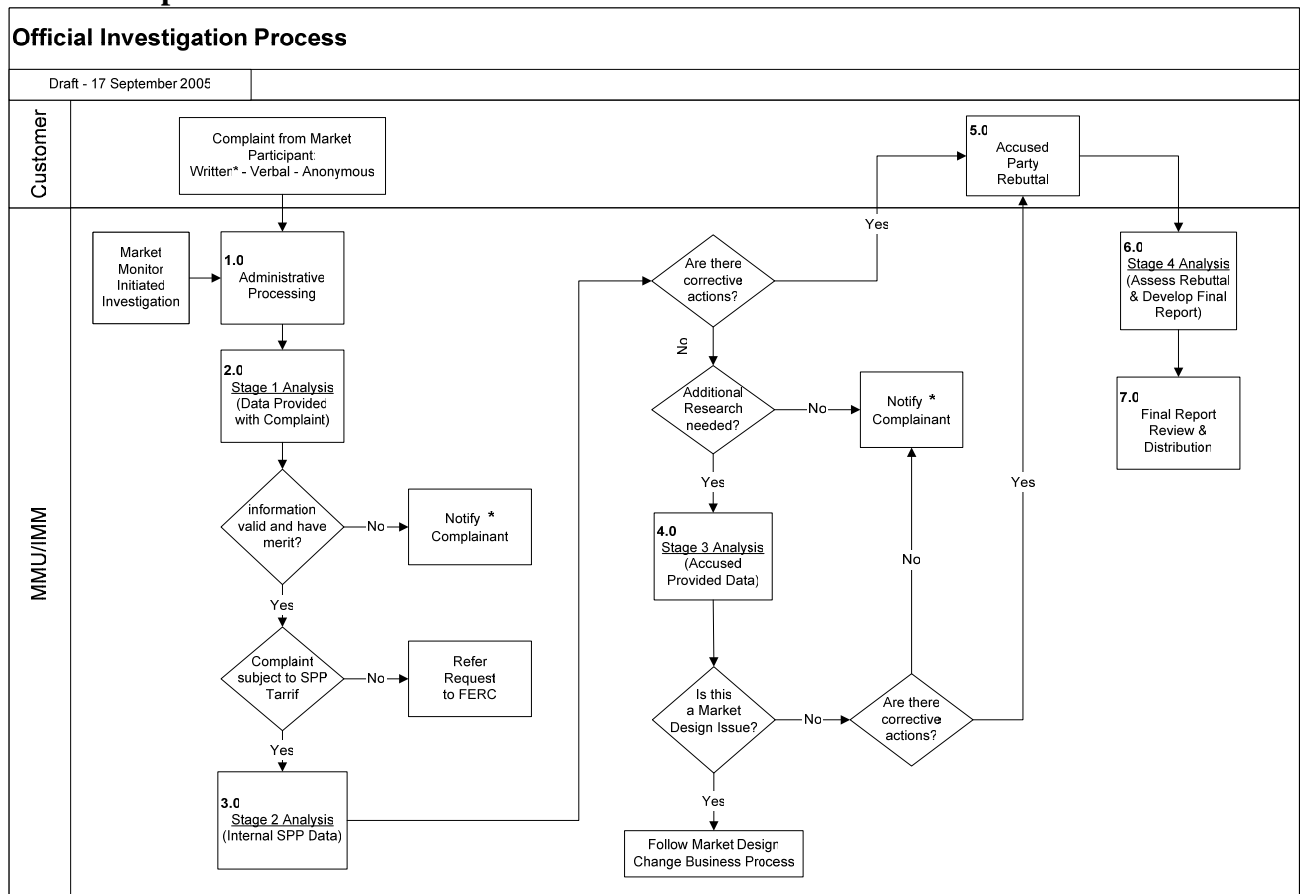 Official Investigation Process
Draft - 17 September 2005
Customer
Complaint from Market
Participant:
Written* - Verbal - Anonymous
5.0
Accused
Party
Rebuttal
MMU/IMM
Market
Monitor
Initiated
Investigation
1.0
Administrative
Processing
2.0
Stage 1 Analysis
(Data Provided
with Complaint)
information
valid and have
merit?
No
Notify *
Complainant
Yes
Complaint
subject to SPP
Tarrif
No
Refer
Request
to FERC
Yes
3.0
Stage 2 Analysis
(Internal SPP Data)
Are there
corrective
actions?
Yes
No
Additional
Research
needed?
No
Notify *
Complainant
Yes
4.0
Stage 3 Analysis
(Accused
Provided Data)
Is this
a Market
Design Issue?
No
Are there
corrective
actions?
No
Yes
Yes
Follow Market Design
Change Business Process
6.0
Stage 4 Analysis
(Assess Rebuttal
& Develop Final
Report)
7.0
Final Report
Review &
Distribution